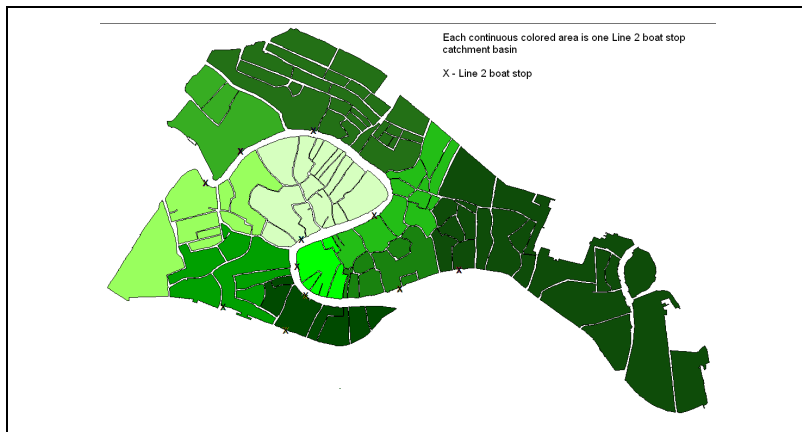 Each continuous colored area is one Line 2 boat stop
catchment basin
X - Line 2 boat stop
X
X
X
X
X
X
X
X
X
X
X